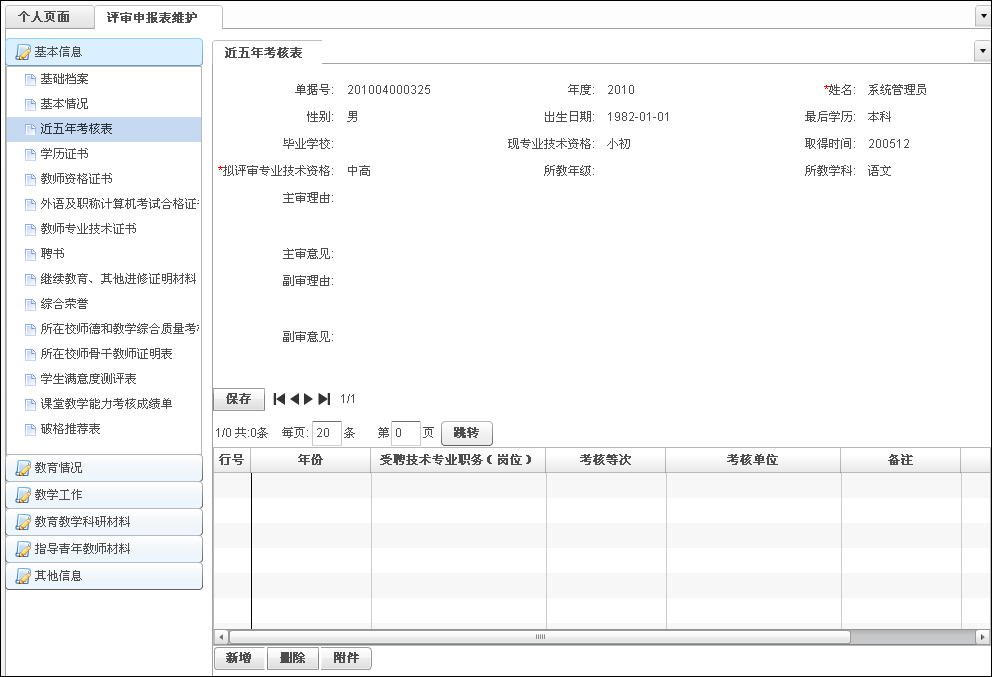 个人页面 评审申报表维护
基本信息
基础档案
基本情况
近五年考核表
学历证书
教师资格证书
外语及职称计算机考试合格证
教师专业技术证书
聘书
继续教育、其他进修证明材料
综合荣誉
所在校师德和教学综合质量考
所在校师骨干教师证明表
学生满意度测评表
课堂教学能力考核成绩单
破格推荐表
教育情况
教学工作
教育教学科研材料
指导青年教师材料
其他信息
近五年考核表
单据号: 201004000325 年度: 2010 *姓名: 系统管理员
性别: 男 出生日期: 1982-01-01 最后学历: 本科
毕业学校: 现专业技术资格: 小初 取得时间: 200512
*拟评审专业技术资格: 中高 所教年级: 所教学科: 语文
主审理由:
主审意见:
副审理由:
副审意见:
保存 1/1
1/0 共:0条 每页: 20 条 第 0 页 跳转
行号 年份 受聘技术专业职务(岗位) 考核等次 考核单位 备注
新增 删除 附件